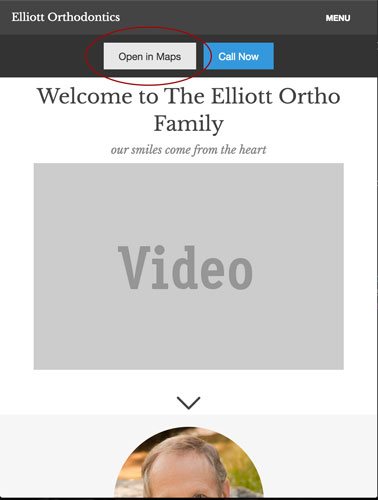 Elliott Orthodontics MENU
Open in Maps Call Now
Welcome to The Elliott Ortho
Family
our smiles come from the heart
Video